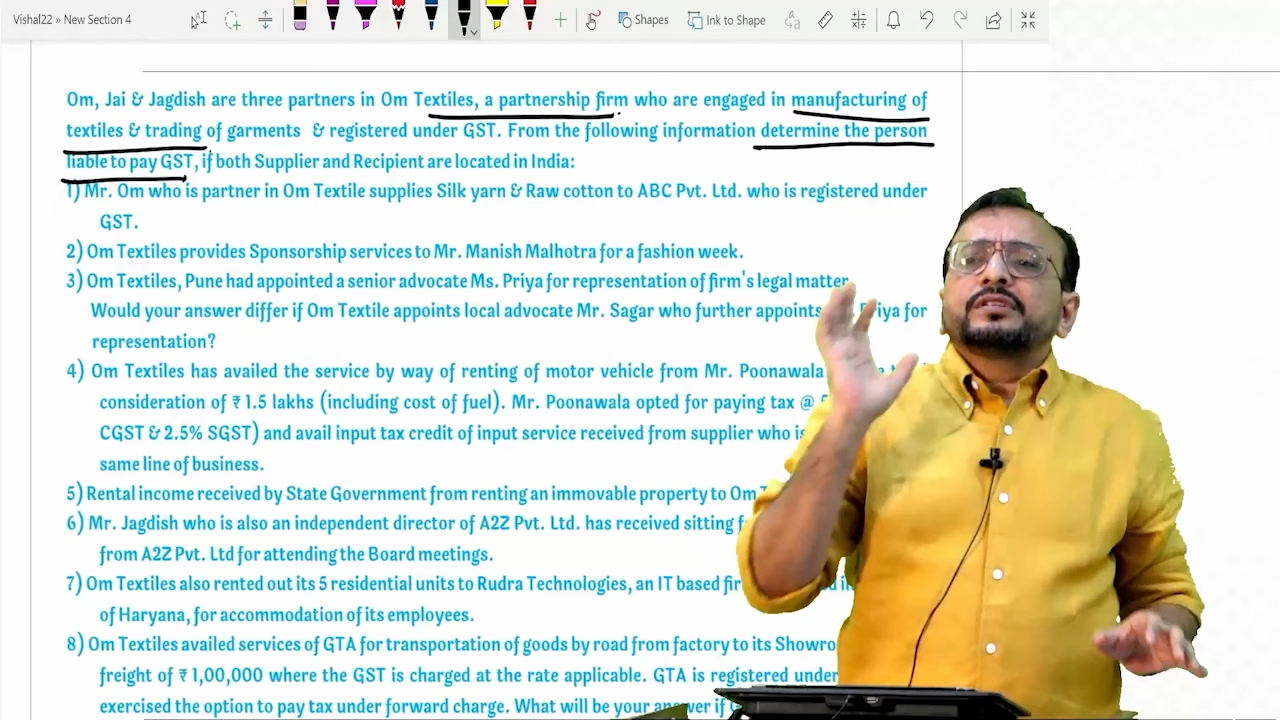 Vishal22 » New Section 4
Shapes
Ink to Shape
Om, Jai & Jagdish are three partners in Om Textiles, a partnership firm who are engaged in manufacturing of
textiles & trading of garments & registered under GST. From the following information determine the person
liable to pay GST, if both Supplier and Recipient are located in India:
1) Mr. Om who is partner in Om Textile supplies Silk yarn & Raw cotton to ABC Pvt. Ltd. who is registered under
GST.
2) Om Textiles provides Sponsorship services to Mr. Manish Malhotra for a fashion week.
3) Om Textiles, Pune had appointed a senior advocate Ms. Priya for representation of firm's legal matter
Would your answer differ if Om Textile appoints local advocate Mr. Sagar who further appoints Priya for
representation?
4) Om Textiles has availed the service by way of renting of motor vehicle from Mr. Poonawala
consideration of ₹ 1.5 lakhs (including cost of fuel). Mr. Poonawala opted for paying tax @
CGST & 2.5% SGST) and avail input tax credit of input service received from supplier who is
same line of business.
5) Rental income received by State Government from renting an immovable property to Om
6) Mr. Jagdish who is also an independent director of A2Z Pvt. Ltd. has received sitting
from A2Z Pvt. Ltd for attending the Board meetings.
7) Om Textiles also rented out its 5 residential units to Rudra Technologies, an IT based
of Haryana, for accommodation of its employees.
8) Om Textiles availed services of GTA for transportation of goods by road from factory to its
freight of ₹ 1,00,000 where the GST is charged at the rate applicable. GTA is registered under
exercised the option to pay tax under forward charge. What will be your answer if